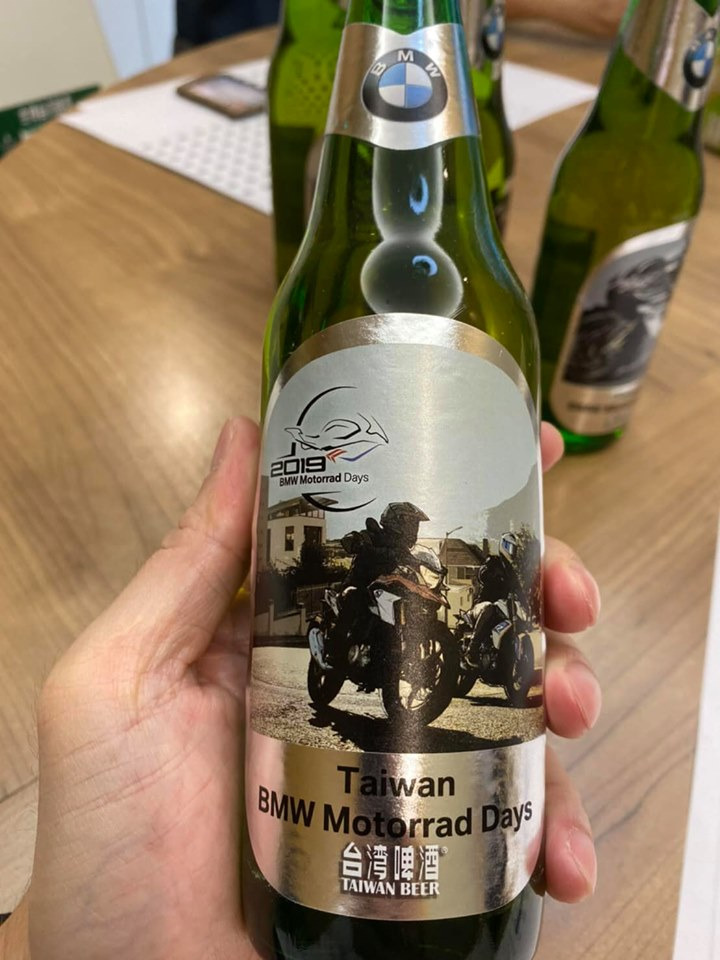 BMW
2019
BMW Motorrad Days
Taiwan
BMW Motorrad Days
台湾啤酒®
TAIWAN BEER